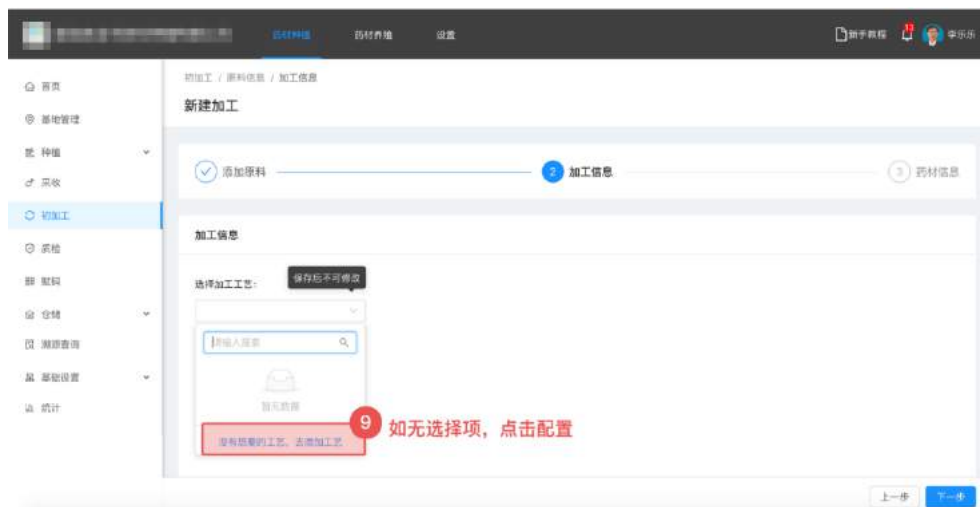 药材种植 药材养殖 设置 新手教程 13 李乐乐
首页
基地管理
种植
采收
初加工
质检
赋码
仓储
溯源查询
基础设置
统计
初加工 / 原料信息 / 加工信息
新建加工
添加原料 2 加工信息 3 药材信息
加工信息
保存后不可修改
选择加工工艺:
请输入搜索
暂无数据
没有想要的工艺，去添加工艺
9 如无选择项，点击配置
上一步 下一步